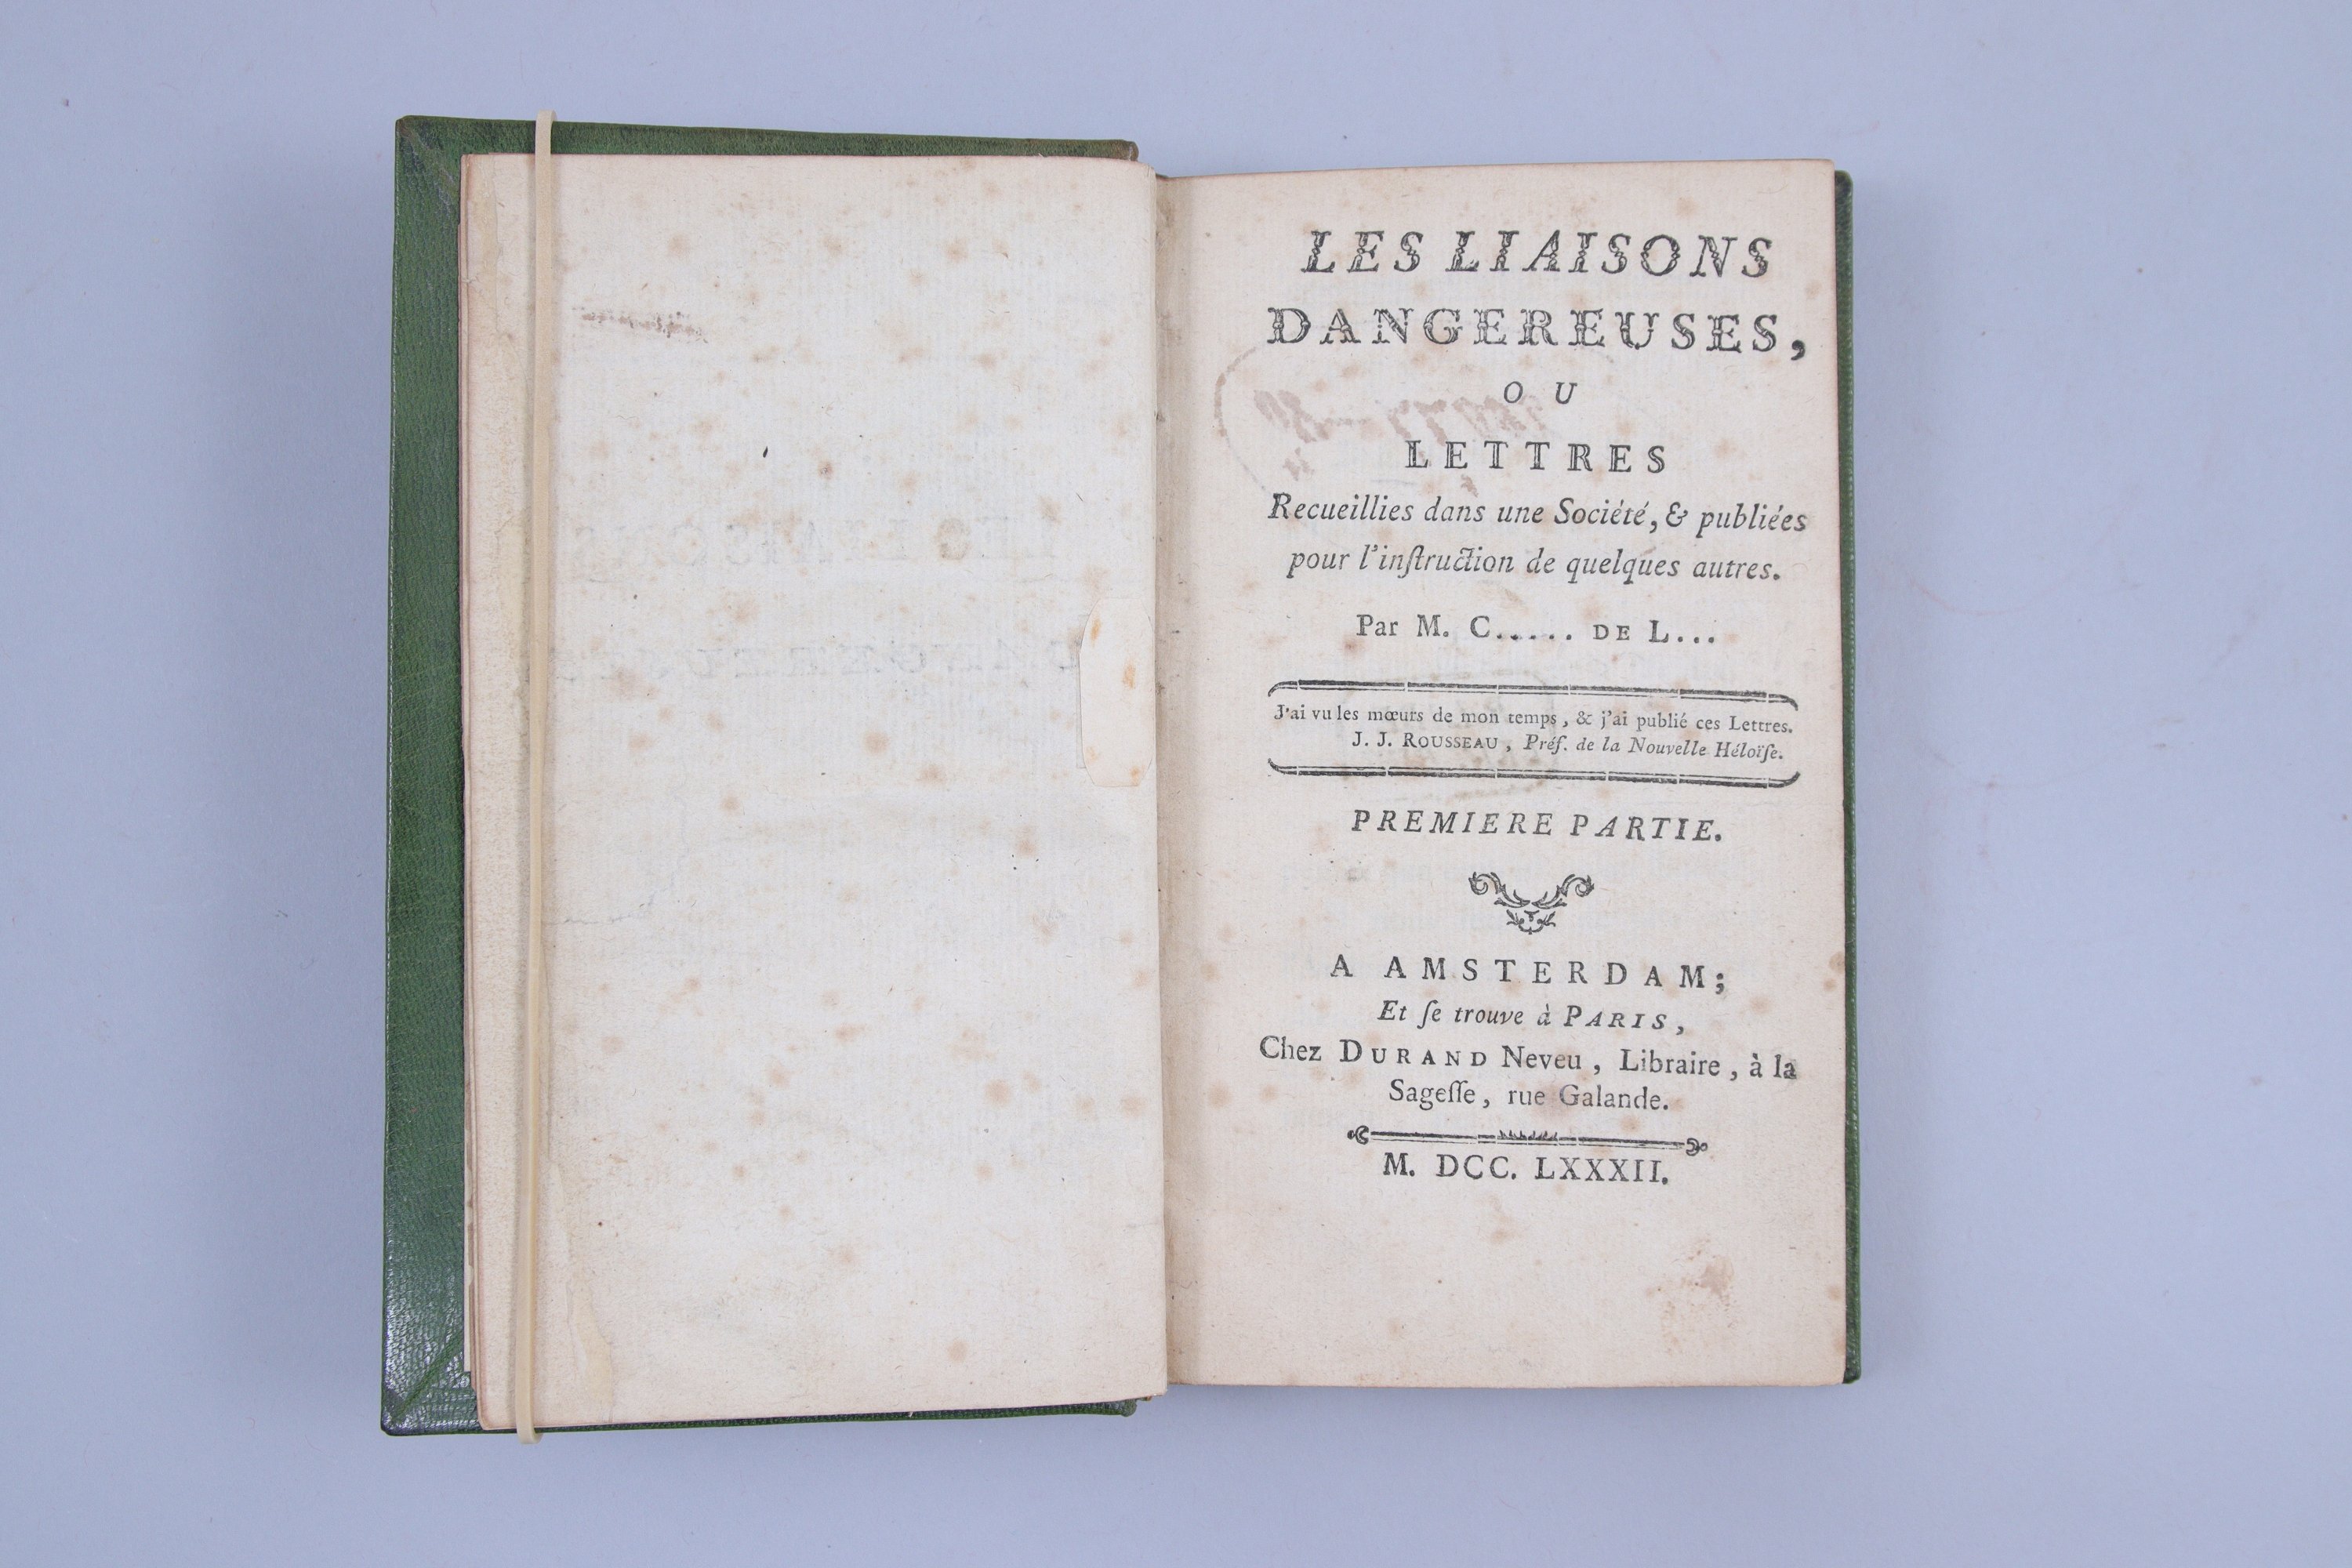 LES LIAISONS
DANGEREUSES,
OU
LETTRES
Recueillies dans une Société, & publiées
pour l'inſtruction de quelques autres.
Par M. C..... DE L...
J'ai vu les mœurs de mon temps, & j'ai publié ces Lettres.
J. J. ROUSSEAU, Préf. de la Nouvelle Héloïſe.
PREMIERE PARTIE.
A AMSTERDAM;
Et ſe trouve à PARIS,
Chez DURAND Neveu, Libraire, à la
Sageſſe, rue Galande.
M. DCC. LXXXII.